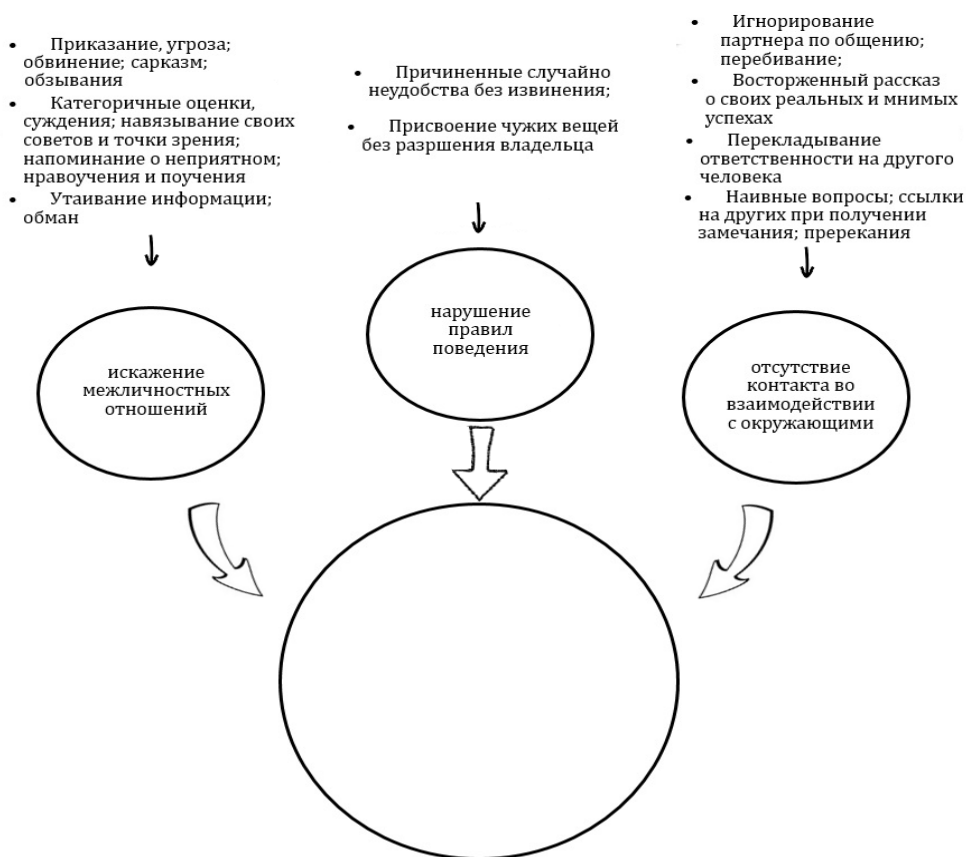 • Приказание, угроза;
обвинение; сарказм;
обзывания
• Категоричные оценки,
суждения; навязывание своих
советов и точки зрения;
напоминание о неприятном;
нравоучения и поучения
• Утаивание информации;
обман
• Причиненные случайно
неудобства без извинения;
• Присвоение чужих вещей
без разршения владельца
• Игнорирование
партнера по общению;
перебивание;
• Восторженный рассказ
о своих реальных и мнимых
успехах
• Перекладывание
ответственности на другого
человека
• Наивные вопросы; ссылки
на других при получении
замечания; пререкания
искажение
межличностных
отношений
нарушение
правил
поведения
отсутствие
контакта во
взаимодействии
с окружающими